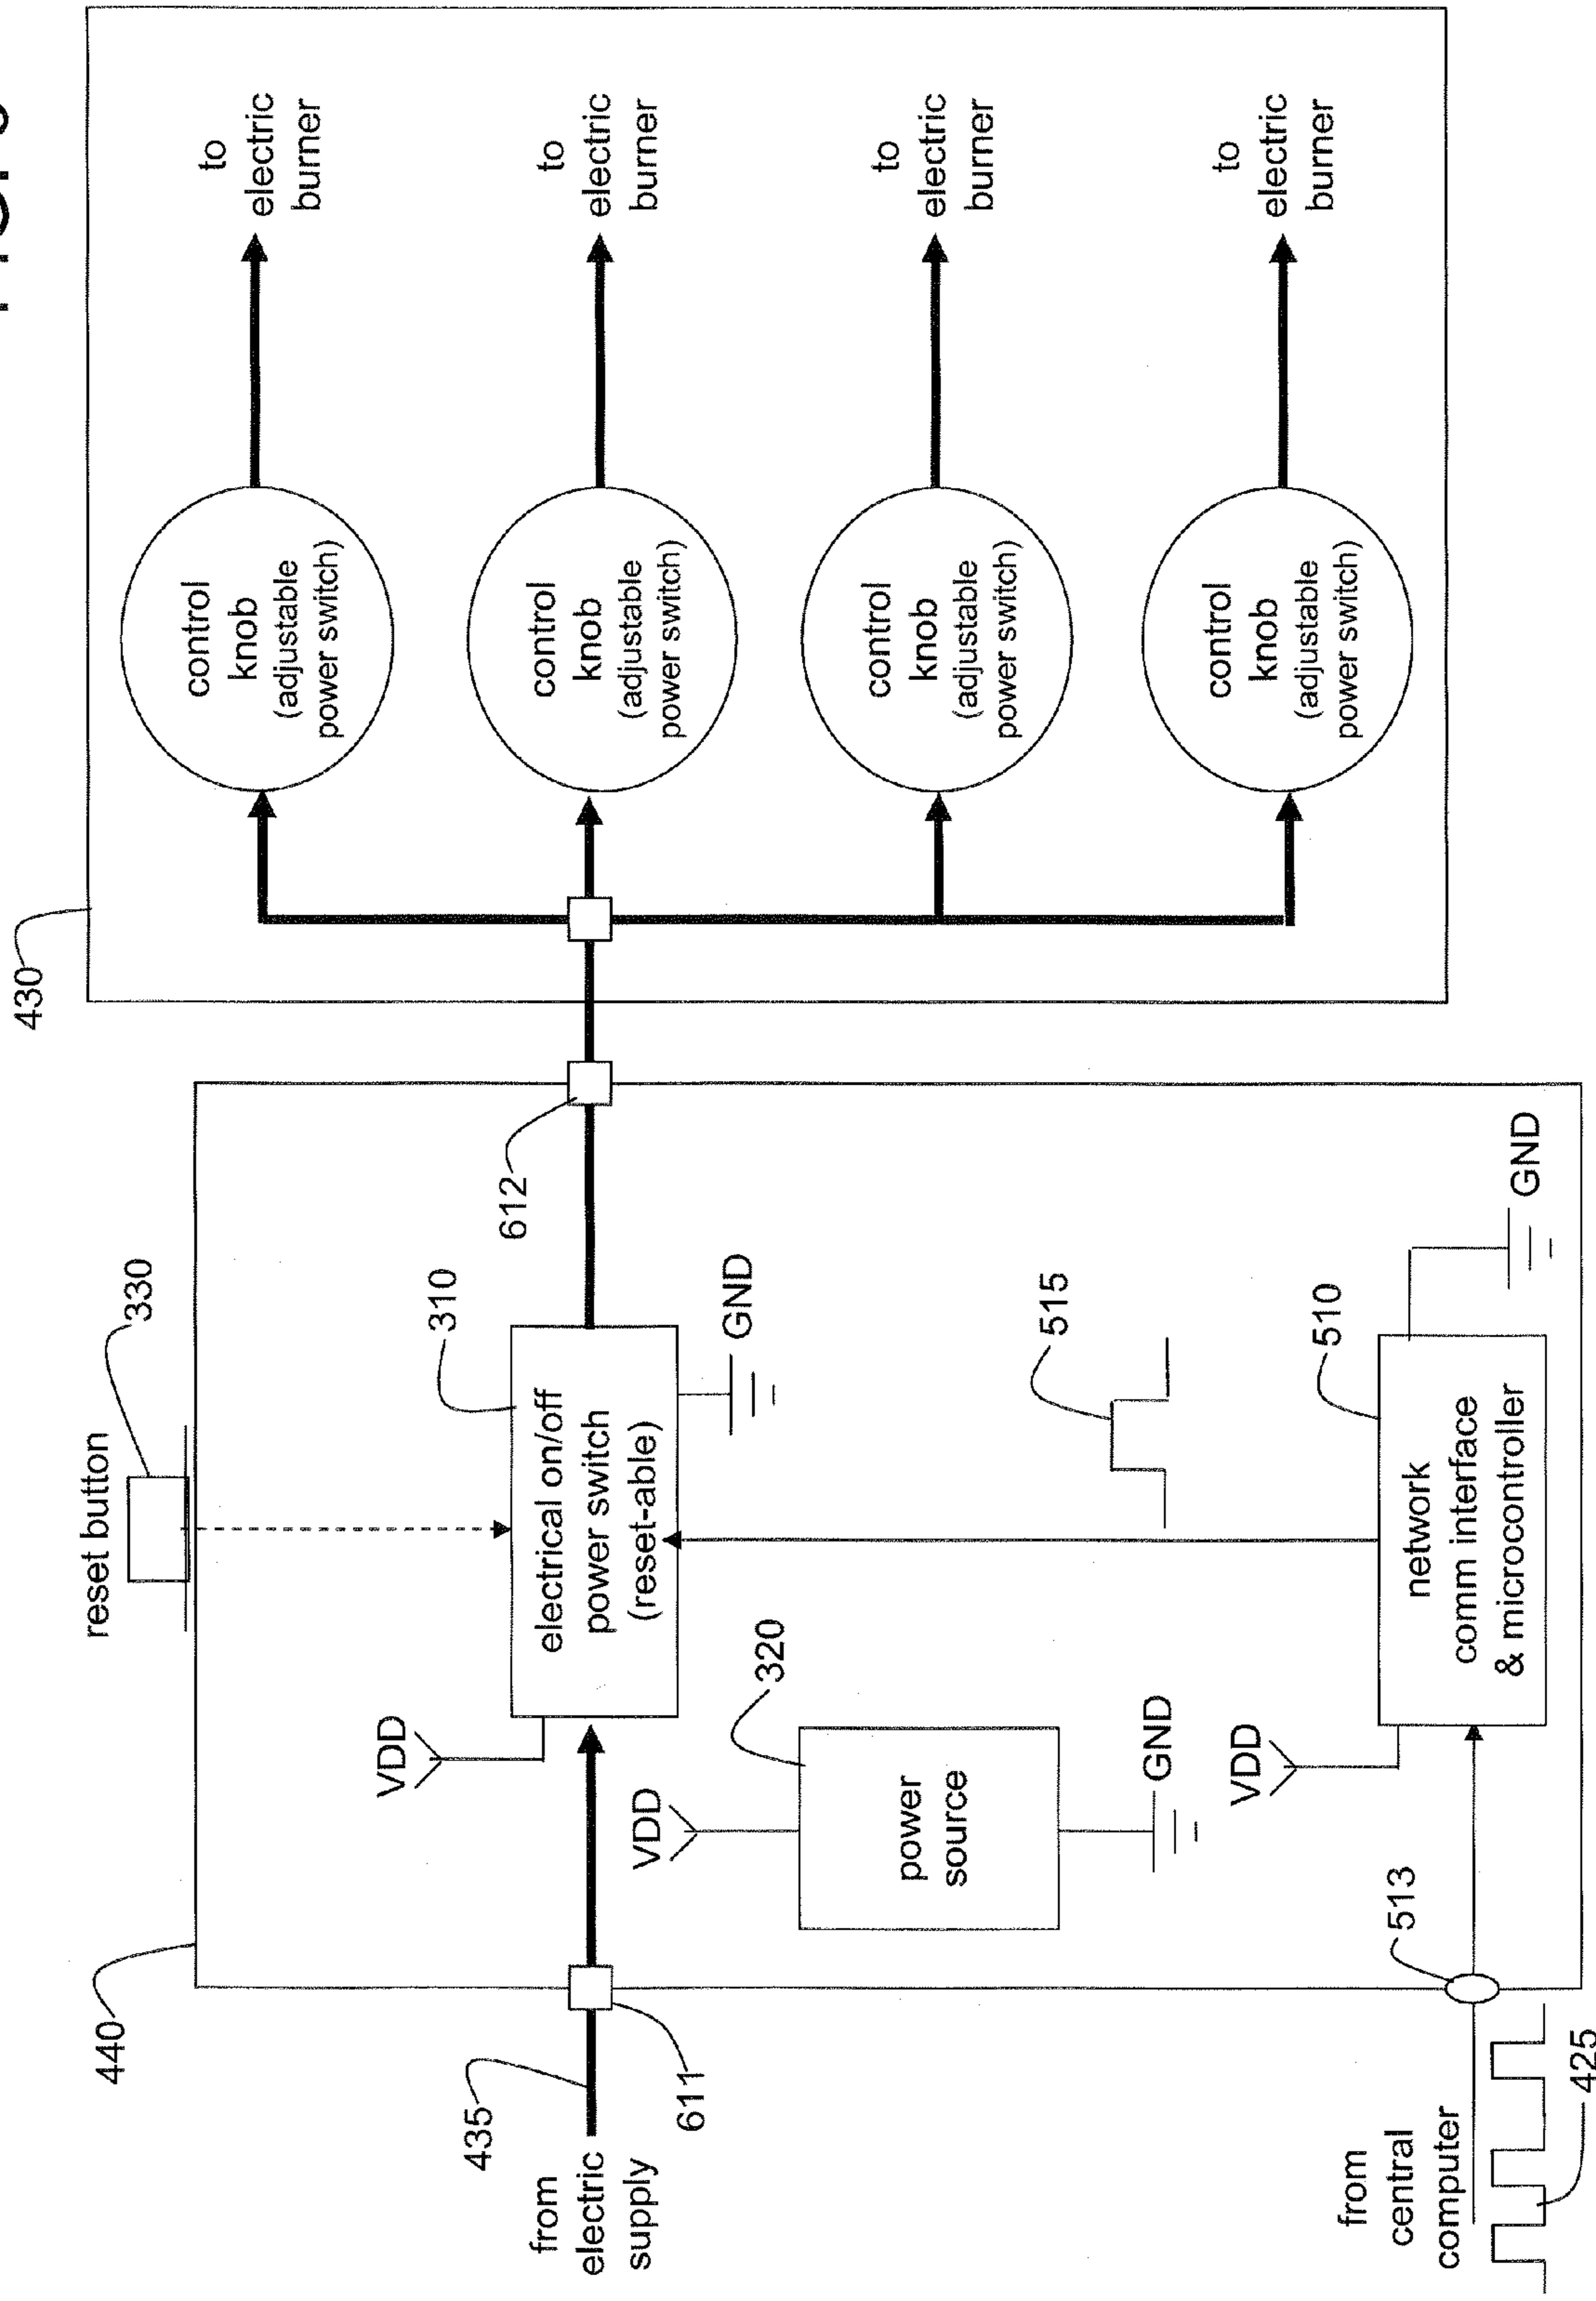 430
control
knob
(adjustable
power switch)
to
electric
burner
control
knob
(adjustable
power switch)
to
electric
burner
control
knob
(adjustable
power switch)
to
electric
burner
control
knob
(adjustable
power switch)
to
electric
burner
440
reset button
330
VDD
310
electrical on/off
power switch
(reset-able)
GND
612
435
from
electric
supply
611
VDD
320
power
source
GND
515
VDD
510
network
comm interface
& microcontroller
GND
513
from
central
computer
425